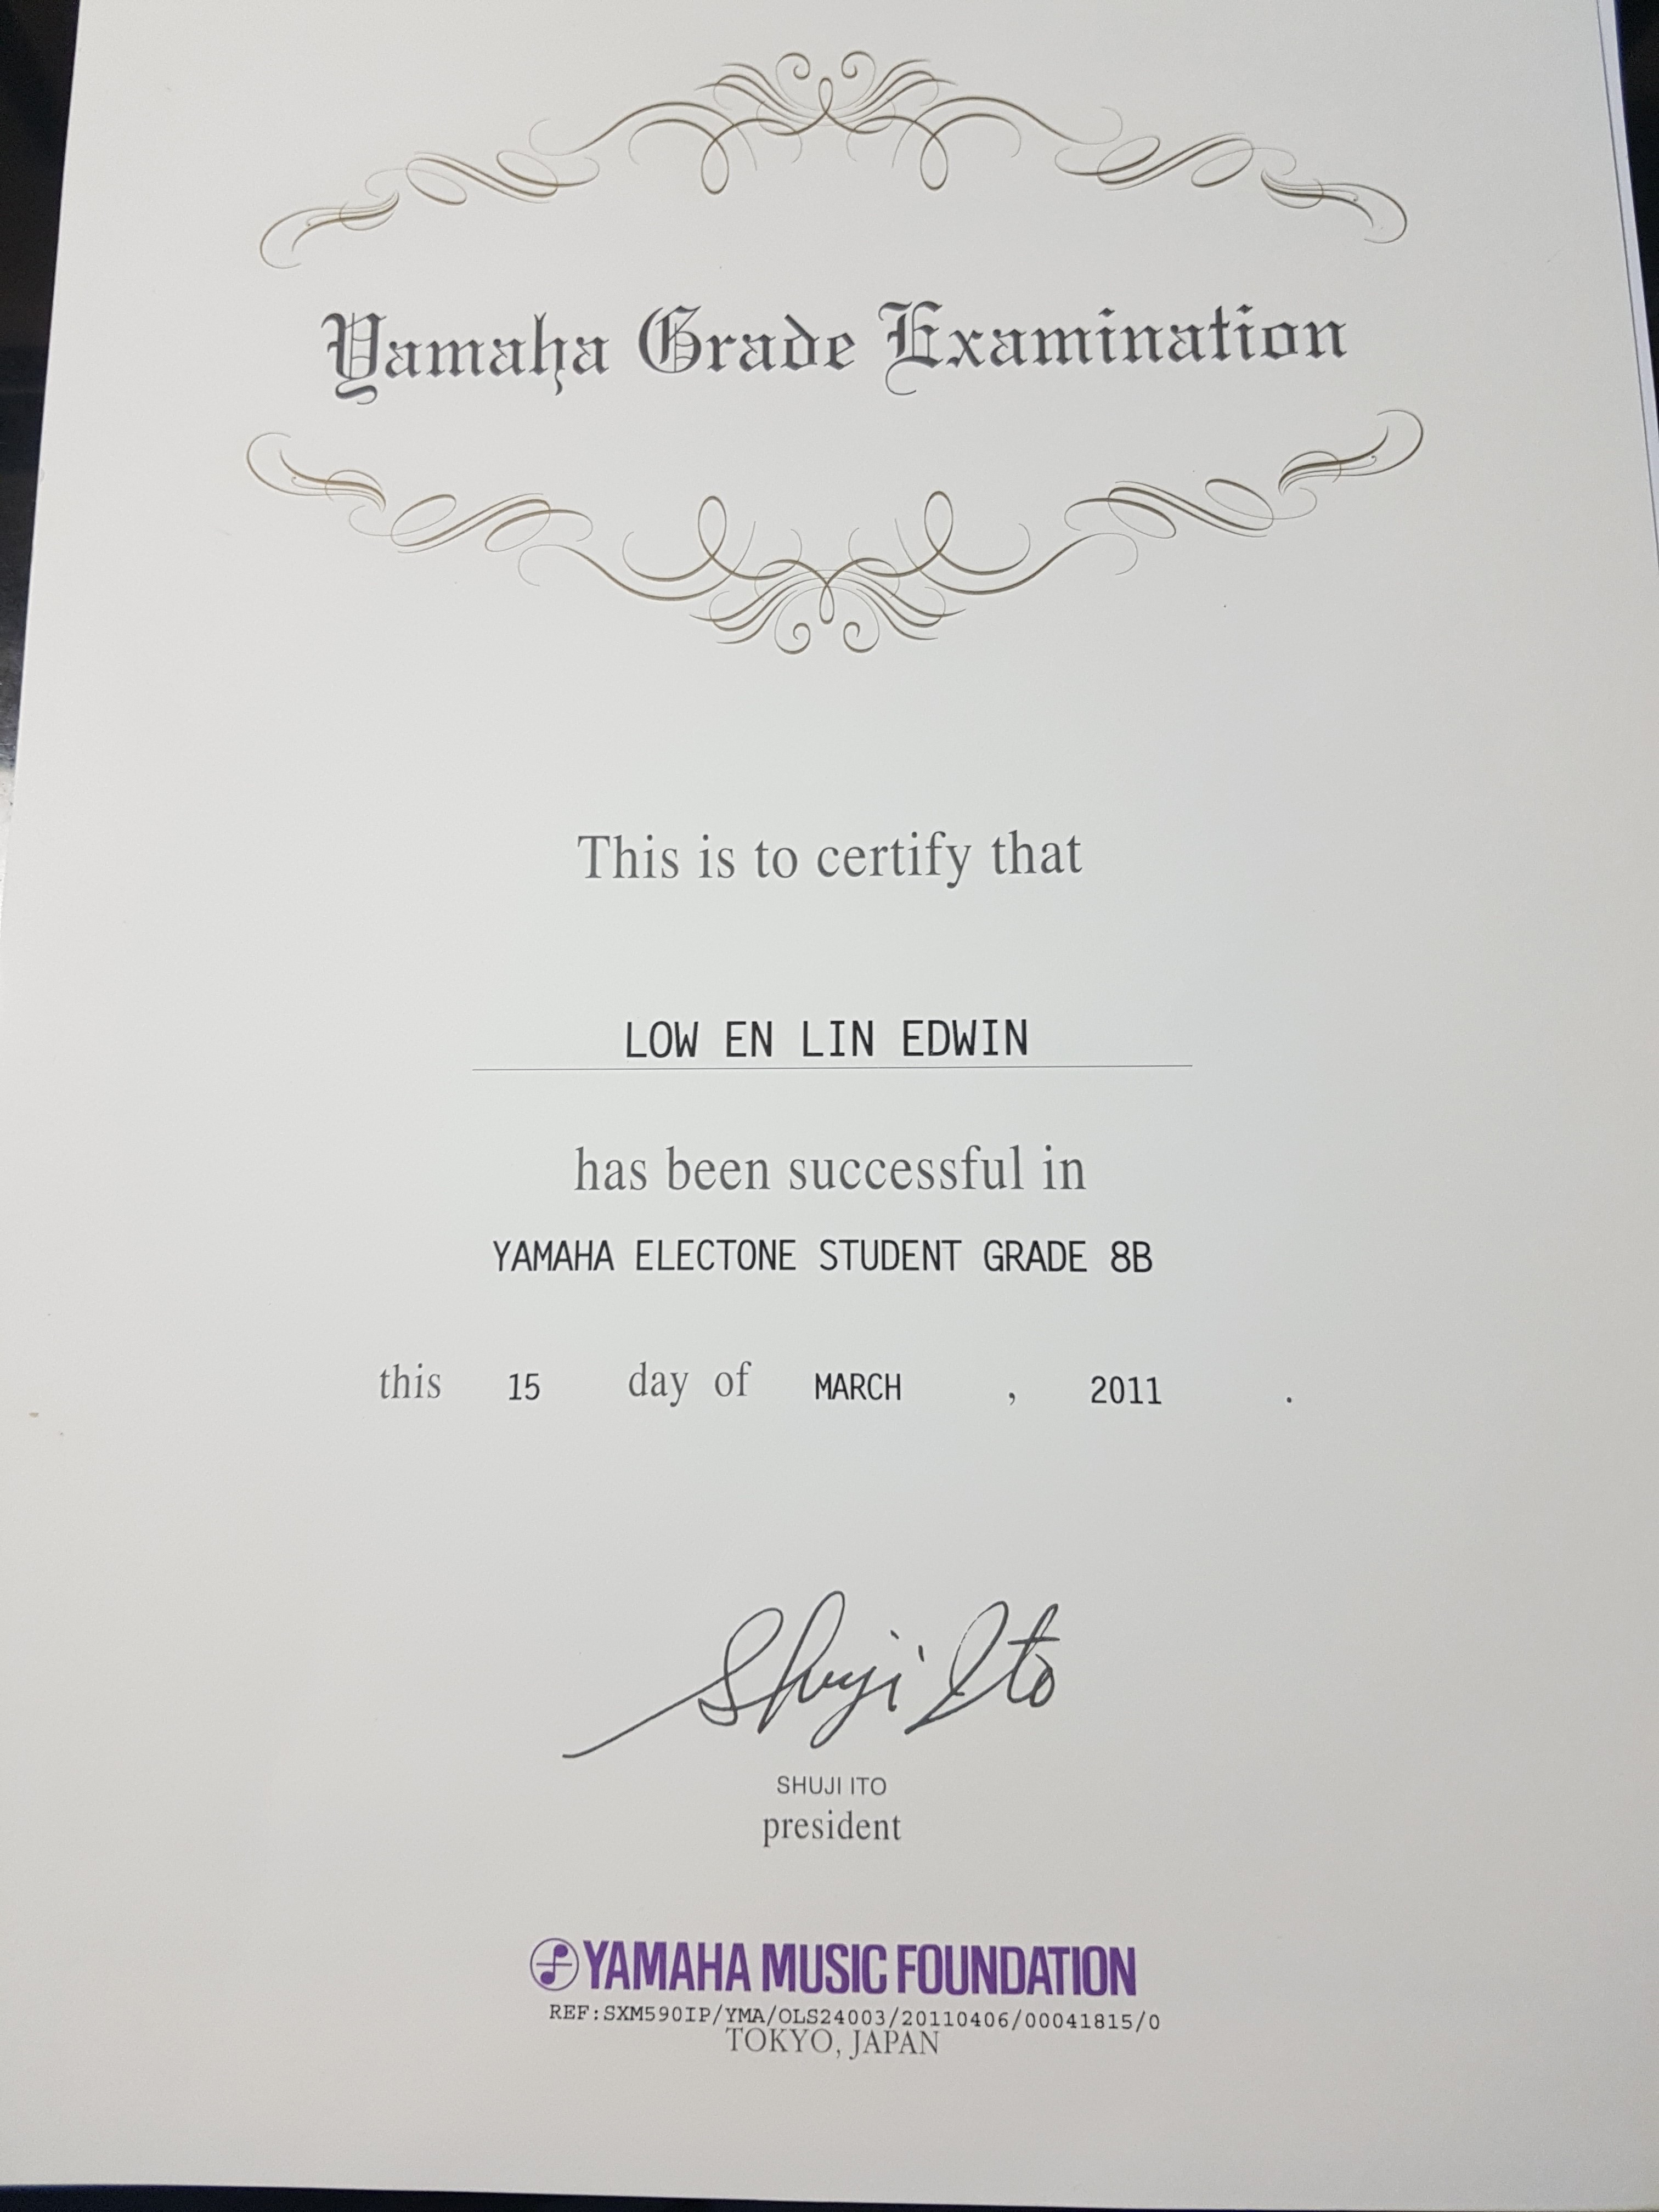 Yamaha Grade Examination
This is to certify that
LOW EN LIN EDWIN
has been successful in
YAMAHA ELECTONE STUDENT GRADE 8B
this 15 day of MARCH , 2011 .
Shuji Ito
SHUJI ITO
president
YAMAHA MUSIC FOUNDATION
REF:SXM590IP/YMA/OLS24003/20110406/00041815/0
TOKYO, JAPAN